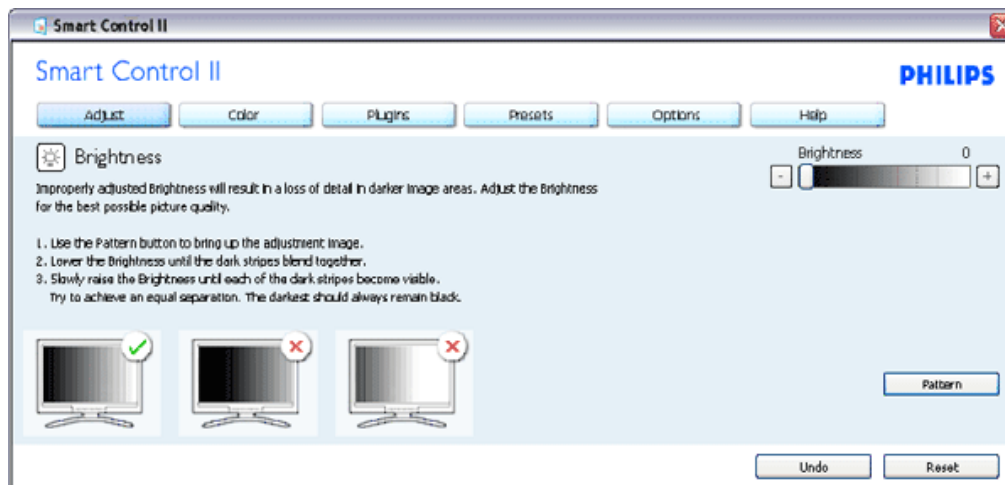 Smart Control II
Smart Control II
PHILIPS
Adjust Color Plugins Presets Options Help
Brightness
Brightness 0
- +
Improperly adjusted Brightness will result in a loss of detail in darker image areas. Adjust the Brightness
for the best possible picture quality.
1. Use the Pattern button to bring up the adjustment image.
2. Lower the Brightness until the dark stripes blend together.
3. Slowly raise the Brightness until each of the dark stripes become visible.
Try to achieve an equal separation. The darkest should always remain black.
Pattern
Undo Reset